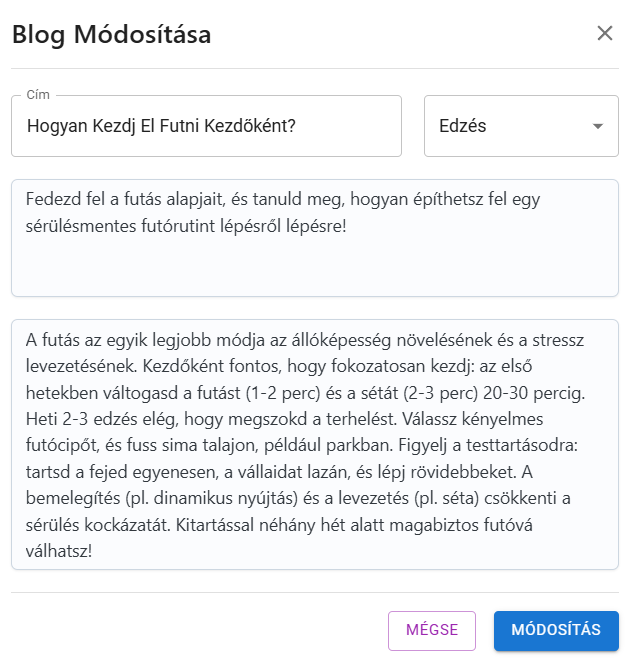 Blog Módosítása
Cím
Hogyan Kezdj El Futni Kezdőként?
Edzés
Fedezd fel a futás alapjait, és tanuld meg, hogyan építhetsz fel egy
sérülésmentes futórutint lépésről lépésre!
A futás az egyik legjobb módja az állóképesség növelésének és a stressz
levezetésének. Kezdőként fontos, hogy fokozatosan kezdj: az első
hetekben váltogasd a futást (1-2 perc) és a sétát (2-3 perc) 20-30 percig.
Heti 2-3 edzés elég, hogy megszokd a terhelést. Válassz kényelmes
futócipőt, és fuss sima talajon, például parkban. Figyelj a testtartásodra:
tartsd a fejed egyenesen, a vállaidat lazán, és lépj rövidebbeket. A
bemelegítés (pl. dinamikus nyújtás) és a levezetés (pl. séta) csökkenti a
sérülés kockázatát. Kitartással néhány hét alatt magabiztos futóvá
válhatsz!
MÉGSE
MÓDOSÍTÁS